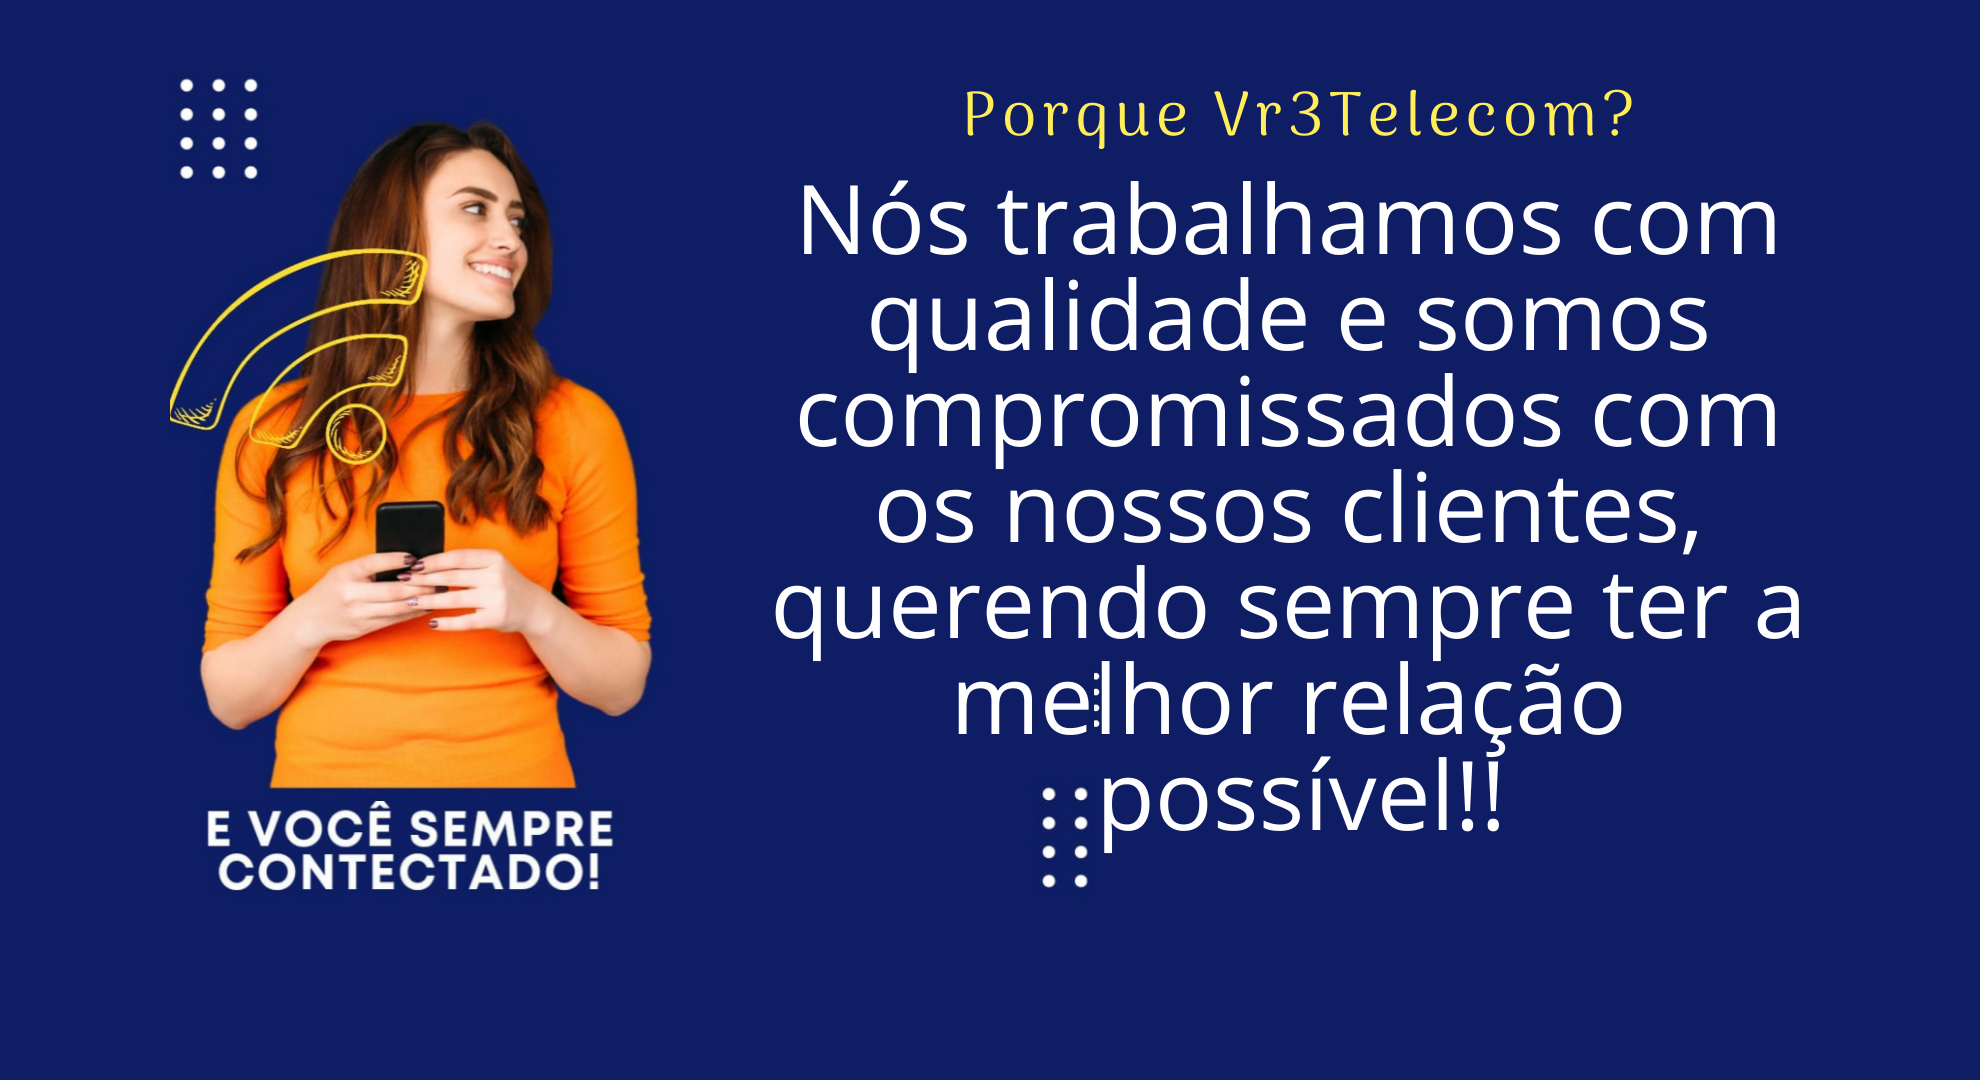 Porque Vr3Telecom?
Nós trabalhamos com
qualidade e somos
compromissados com
os nossos clientes,
querendo sempre ter a
melhor relação
possível!!
E VOCÊ SEMPRE
CONTECTADO!